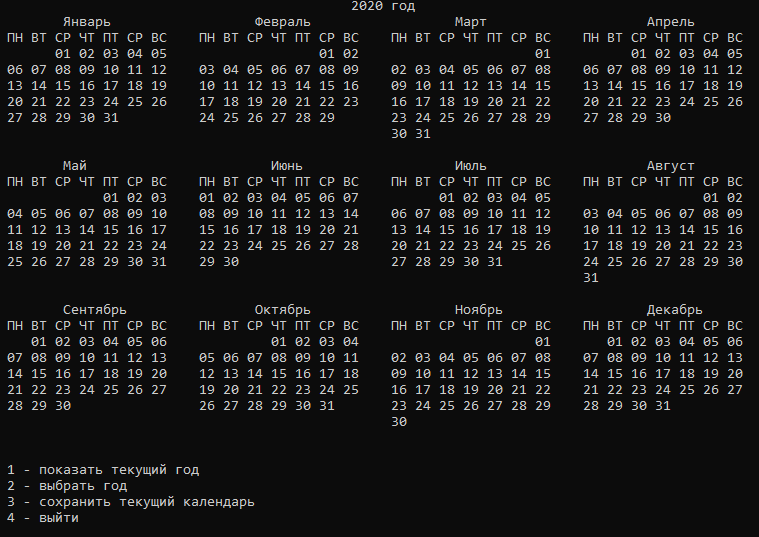 2020 год
Январь Февраль Март Апрель
ПН ВТ СР ЧТ ПТ СР ВС ПН ВТ СР ЧТ ПТ СР ВС ПН ВТ СР ЧТ ПТ СР ВС ПН ВТ СР ЧТ ПТ СР ВС
01 02 03 04 05 01 02 01 01 02 03 04 05
06 07 08 09 10 11 12 03 04 05 06 07 08 09 02 03 04 05 06 07 08 06 07 08 09 10 11 12
13 14 15 16 17 18 19 10 11 12 13 14 15 16 09 10 11 12 13 14 15 13 14 15 16 17 18 19
20 21 22 23 24 25 26 17 18 19 20 21 22 23 16 17 18 19 20 21 22 20 21 22 23 24 25 26
27 28 29 30 31 24 25 26 27 28 29 23 24 25 26 27 28 29 27 28 29 30
30 31
Май Июнь Июль Август
ПН ВТ СР ЧТ ПТ СР ВС ПН ВТ СР ЧТ ПТ СР ВС ПН ВТ СР ЧТ ПТ СР ВС ПН ВТ СР ЧТ ПТ СР ВС
01 02 03 01 02 03 04 05 06 07 01 02 03 04 05 01 02
04 05 06 07 08 09 10 08 09 10 11 12 13 14 06 07 08 09 10 11 12 03 04 05 06 07 08 09
11 12 13 14 15 16 17 15 16 17 18 19 20 21 13 14 15 16 17 18 19 10 11 12 13 14 15 16
18 19 20 21 22 23 24 22 23 24 25 26 27 28 20 21 22 23 24 25 26 17 18 19 20 21 22 23
25 26 27 28 29 30 31 29 30 27 28 29 30 31 24 25 26 27 28 29 30
31
Сентябрь Октябрь Ноябрь Декабрь
ПН ВТ СР ЧТ ПТ СР ВС ПН ВТ СР ЧТ ПТ СР ВС ПН ВТ СР ЧТ ПТ СР ВС ПН ВТ СР ЧТ ПТ СР ВС
01 02 03 04 05 06 01 02 03 04 01 01 02 03 04 05 06
07 08 09 10 11 12 13 05 06 07 08 09 10 11 02 03 04 05 06 07 08 07 08 09 10 11 12 13
14 15 16 17 18 19 20 12 13 14 15 16 17 18 09 10 11 12 13 14 15 14 15 16 17 18 19 20
21 22 23 24 25 26 27 19 20 21 22 23 24 25 16 17 18 19 20 21 22 21 22 23 24 25 26 27
28 29 30 26 27 28 29 30 31 23 24 25 26 27 28 29 28 29 30 31
30
1 - показать текущий год
2 - выбрать год
3 - сохранить текущий календарь
4 - выйти